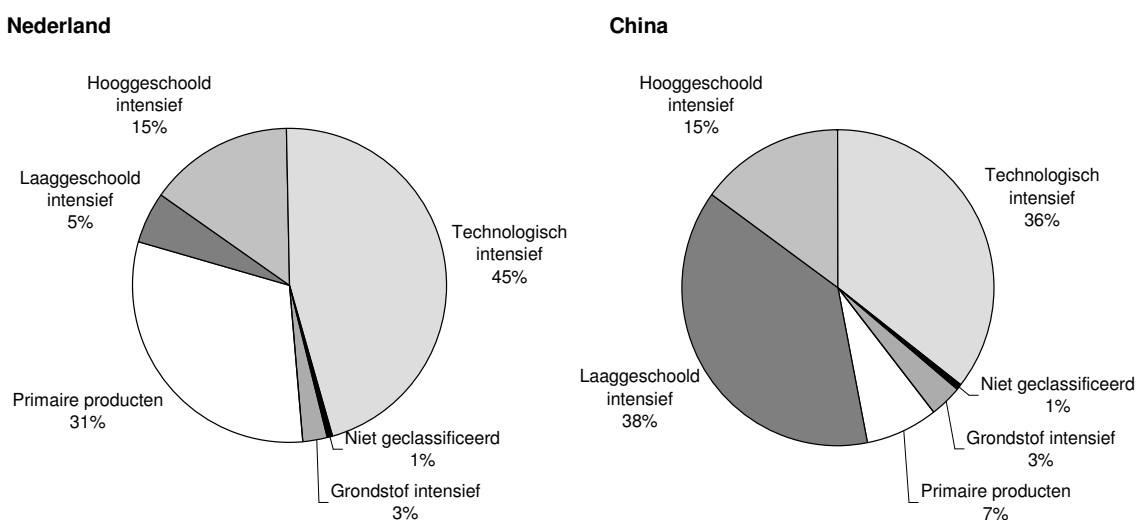 Nederland
Hooggeschoold
intensief
15%
Laaggeschoold
intensief
5%
Technologisch
intensief
45%
Primaire producten
31%
Niet geclassificeerd
1%
Grondstof intensief
3%
China
Hooggeschoold
intensief
15%
Technologisch
intensief
36%
Laaggeschoold
intensief
38%
Niet geclassificeerd
1%
Grondstof intensief
3%
Primaire producten
7%